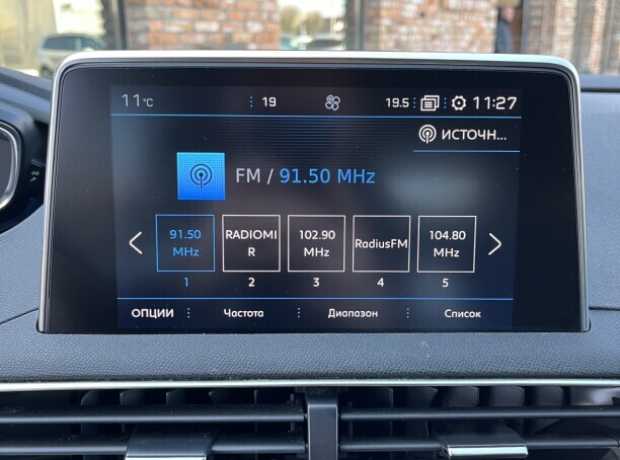 11°C 19 19.5 11:27
ИСТОЧН...
FM / 91.50 MHz
91.50 MHz
RADIOMI R
102.90 MHz
RadiusFM
104.80 MHz
1 2 3 4 5
ОПЦИИ Частота Диапазон Список